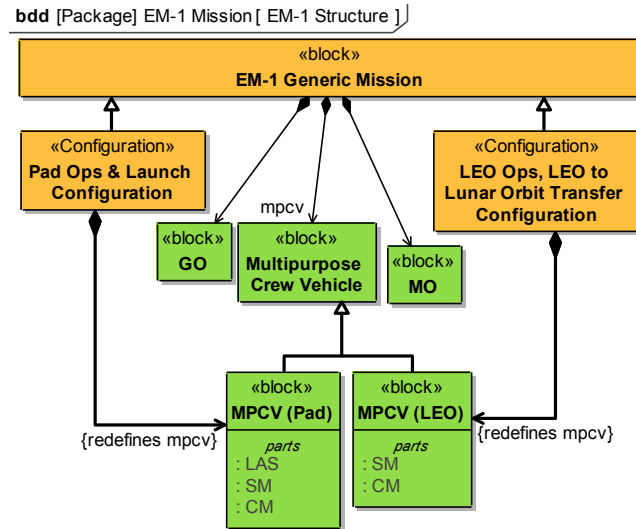 bdd [Package] EM-1 Mission [ EM-1 Structure ]
«block»
EM-1 Generic Mission
«Configuration»
Pad Ops & Launch
Configuration
«Configuration»
LEO Ops, LEO to
Lunar Orbit Transfer
Configuration
mpcv
«block»
GO
«block»
Multipurpose
Crew Vehicle
«block»
MO
«block»
MPCV (Pad)
parts
: LAS
: SM
: CM
«block»
MPCV (LEO)
parts
: SM
: CM
{redefines mpcv}
{redefines mpcv}